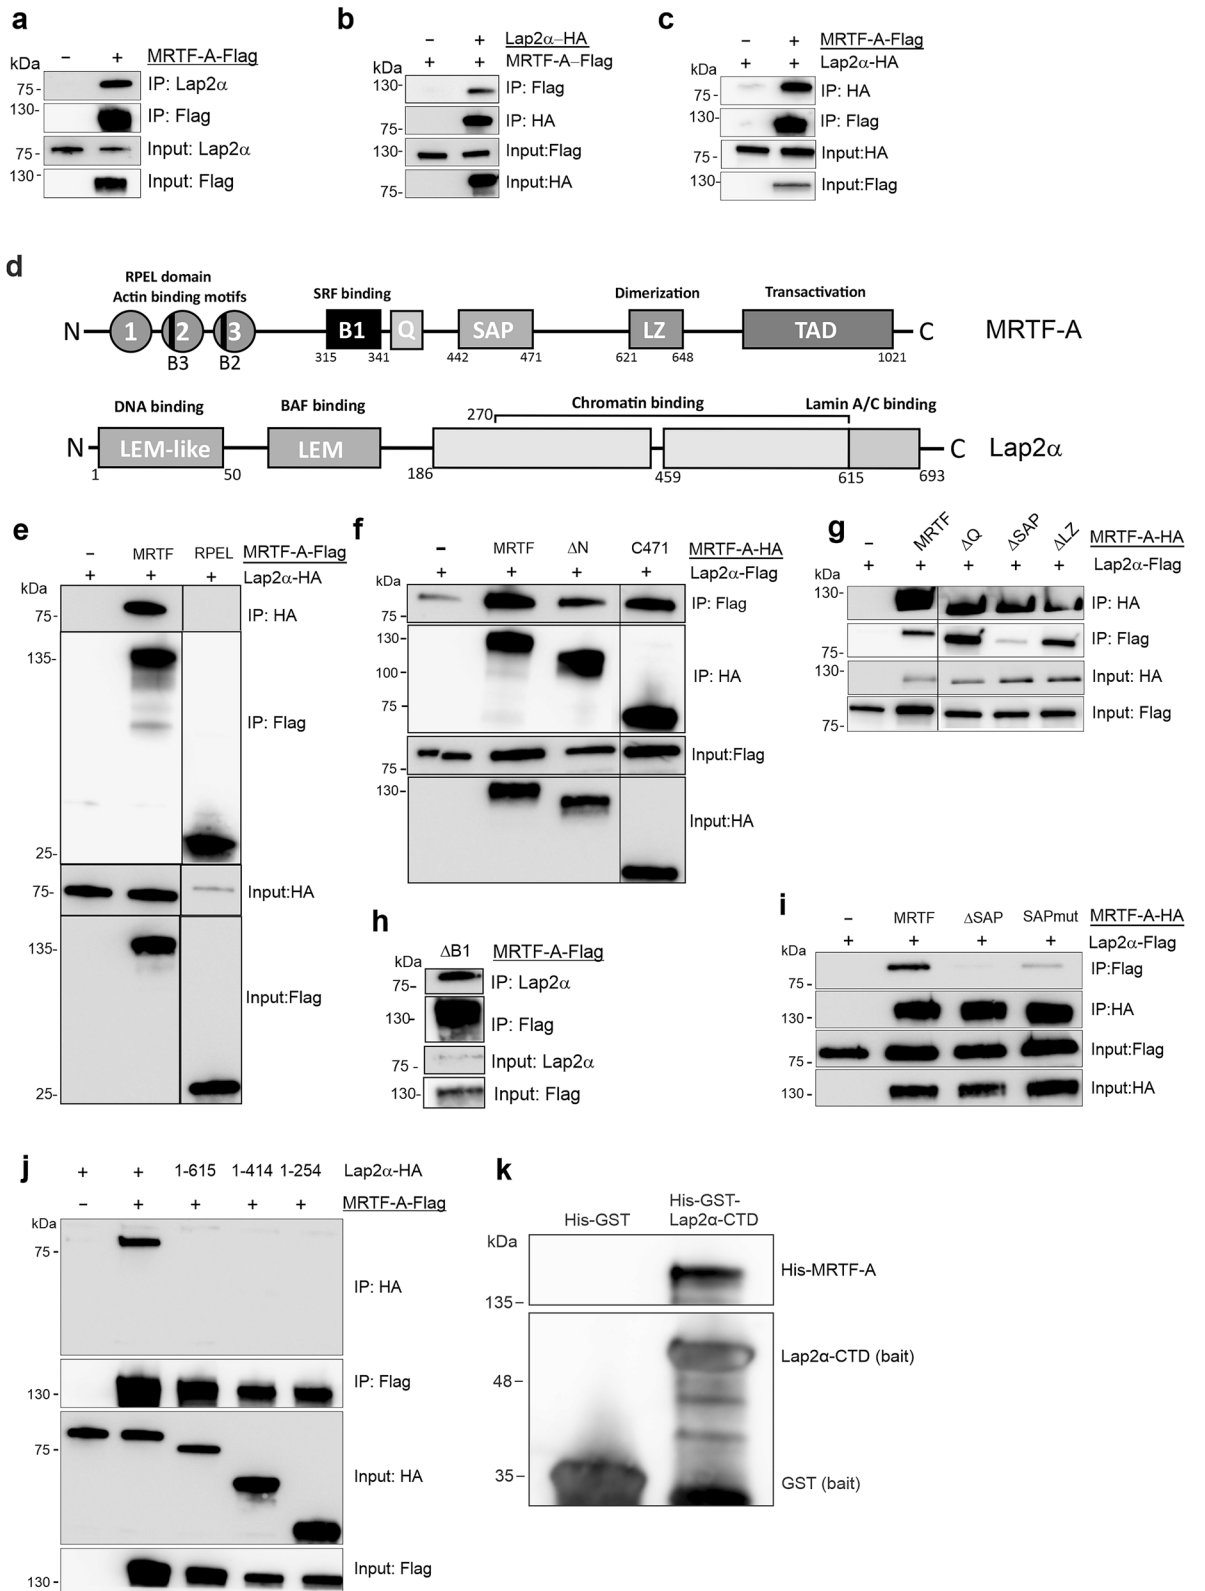 a
– + MRTF-A-Flag
kDa
75- IP: Lap2α
130- IP: Flag
75- Input: Lap2α
130- Input: Flag
b
– + Lap2α–HA
+ + MRTF-A–Flag
kDa
130- IP: Flag
75- IP: HA
130- Input:Flag
75- Input:HA
c
– + MRTF-A-Flag
+ + Lap2α-HA
kDa
75- IP: HA
130- IP: Flag
75- Input:HA
130- Input:Flag
d
RPEL domain
Actin binding motifs SRF binding Dimerization Transactivation
N 1 2 3 B1 Q SAP LZ TAD C MRTF-A
B3 B2 315 341 442 471 621 648 1021
DNA binding BAF binding Chromatin binding Lamin A/C binding
270
N LEM-like LEM C Lap2α
1 50 186 459 615 693
e
– MRTF RPEL MRTF-A-Flag
+ + + Lap2α-HA
kDa
75- IP: HA
135- IP: Flag
25-
75- Input:HA
135- Input:Flag
25-
f
– MRTF ΔN C471 MRTF-A-HA
+ + + + Lap2α-Flag
kDa
75- IP: Flag
130-
100- IP: HA
75
75- Input:Flag
130- Input:HA
g
– MRTF ΔQ ΔSAP ΔLZ MRTF-A-HA
+ + + + + Lap2α-Flag
kDa
130- IP: HA
75- IP: Flag
130- Input: HA
75- Input: Flag
h
ΔB1 MRTF-A-Flag
kDa
75- IP: Lap2α
130- IP: Flag
75- Input: Lap2α
130- Input: Flag
i
– MRTF ΔSAP SAPmut MRTF-A-HA
+ + + + Lap2α-Flag
kDa
75- IP:Flag
130- IP:HA
75- Input:Flag
130- Input:HA
j
+ + 1-615 1-414 1-254 Lap2α-HA
– + + + + MRTF-A-Flag
kDa
75- IP: HA
130- IP: Flag
75- Input: HA
130- Input: Flag
k
His-GST His-GST-
Lap2α-CTD
kDa
His-MRTF-A
135–
Lap2α-CTD (bait)
48–
35– GST (bait)